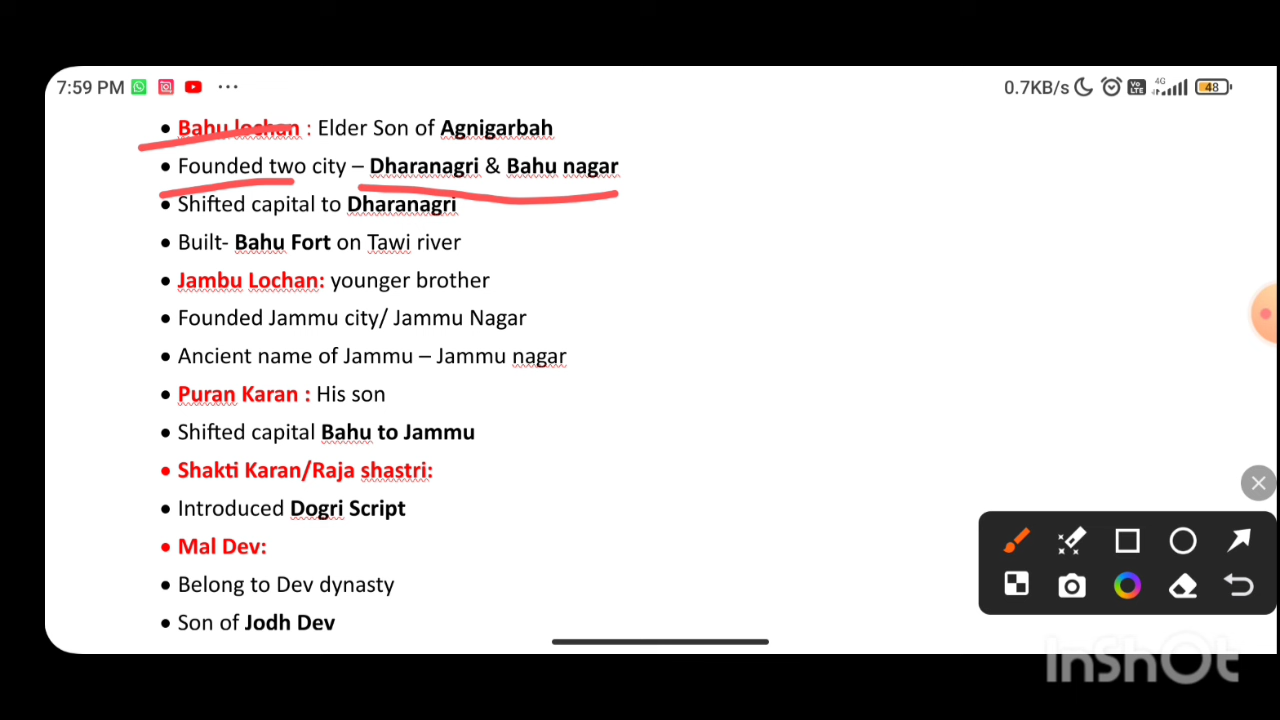 7:59 PM ... 0.7KB/s Vo LTE 4G 48
• Bahu lochan : Elder Son of Agnigarbah
• Founded two city – Dharanagri & Bahu nagar
• Shifted capital to Dharanagri
• Built- Bahu Fort on Tawi river
• Jambu Lochan: younger brother
• Founded Jammu city/ Jammu Nagar
• Ancient name of Jammu – Jammu nagar
• Puran Karan : His son
• Shifted capital Bahu to Jammu
• Shakti Karan/Raja shastri:
• Introduced Dogri Script
• Mal Dev:
• Belong to Dev dynasty
• Son of Jodh Dev
InShOt